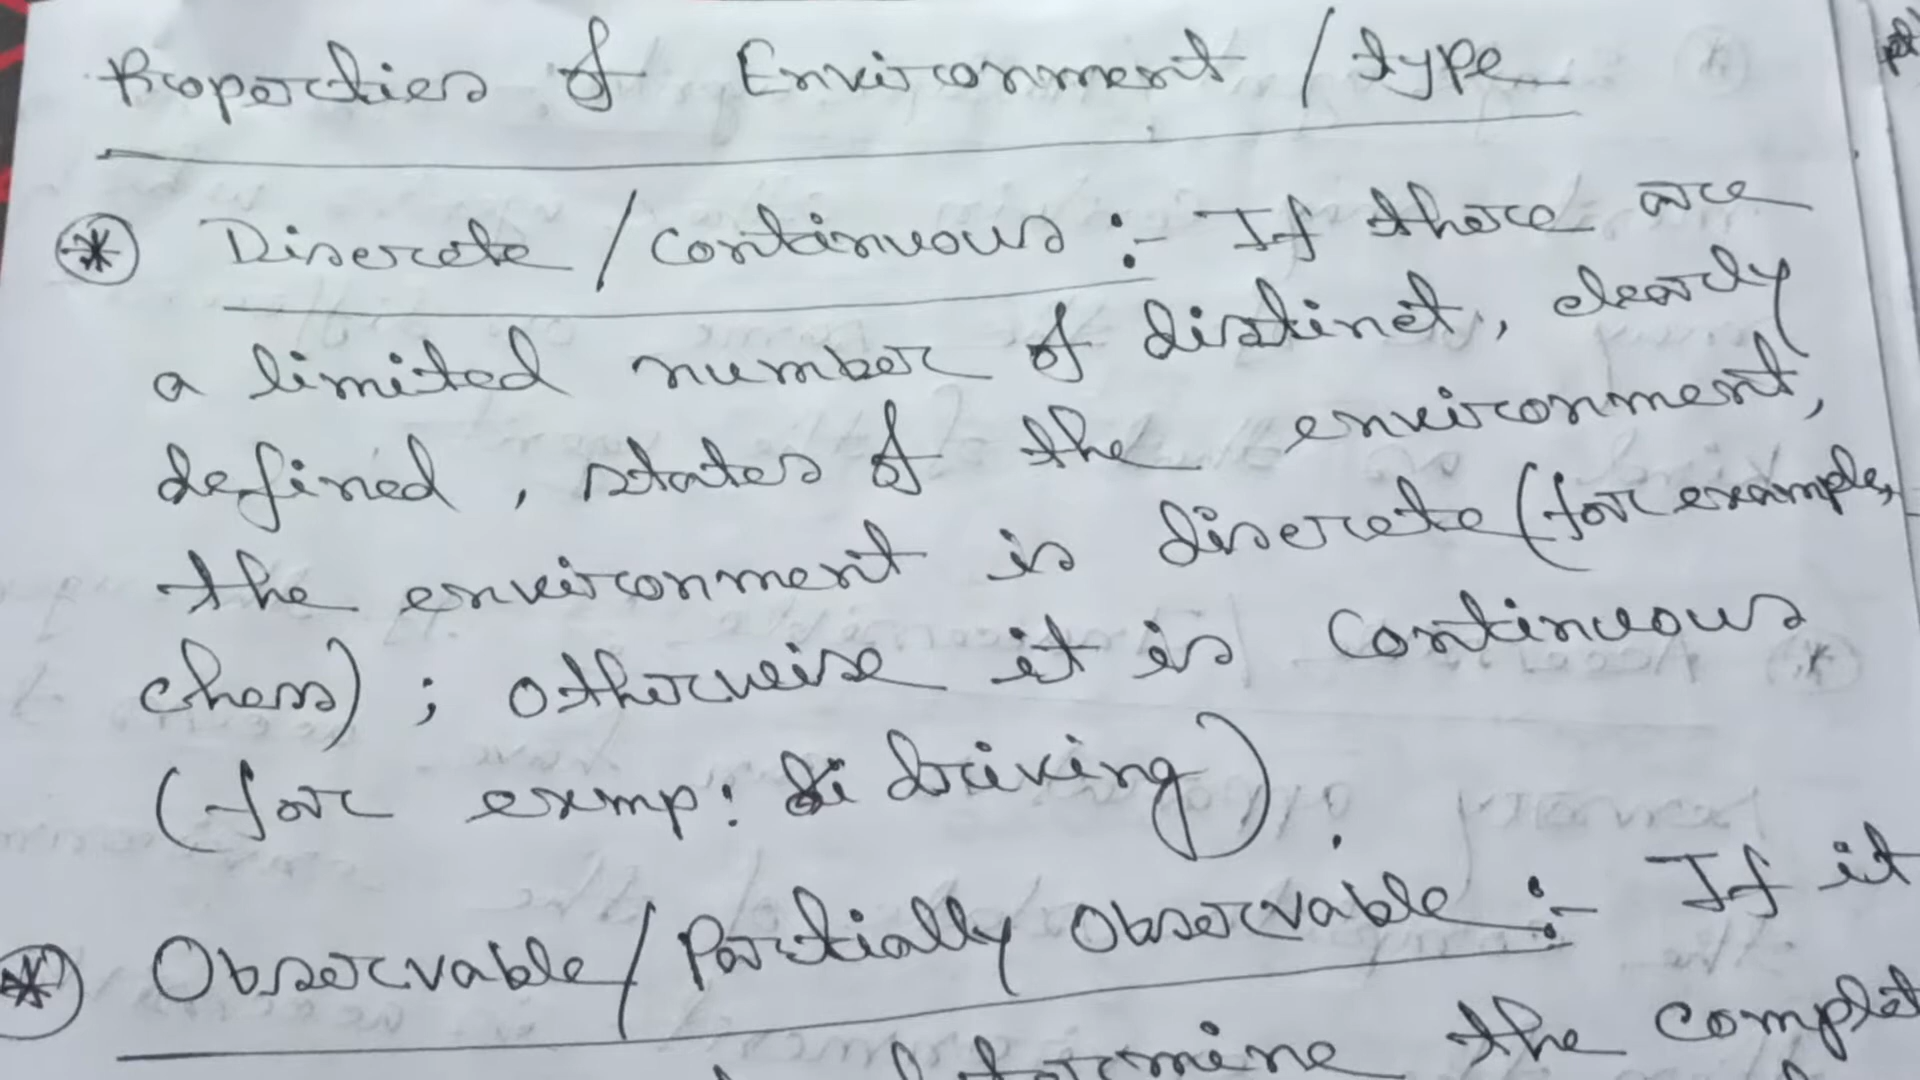 Properties of Environment / type
* Discrete / Continuous :- If there are
a limited number of distinct, clearly
defined, states of the environment,
the environment is discrete (for example,
chess) ; otherwise it is continuous
(for exmp: driving).
* Observable / Partially Observable :- If it
determine the complet